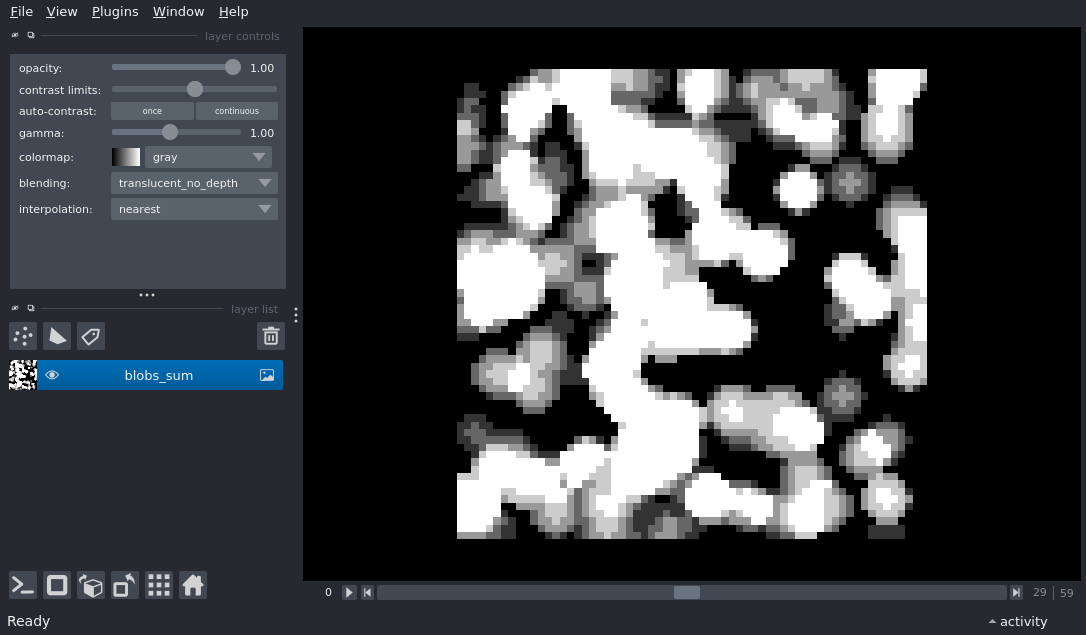 File View Plugins Window Help
layer controls
opacity: 1.00
contrast limits:
auto-contrast: once continuous
gamma: 1.00
colormap: gray
blending: translucent_no_depth
interpolation: nearest
layer list
blobs_sum
0 29 59
Ready activity